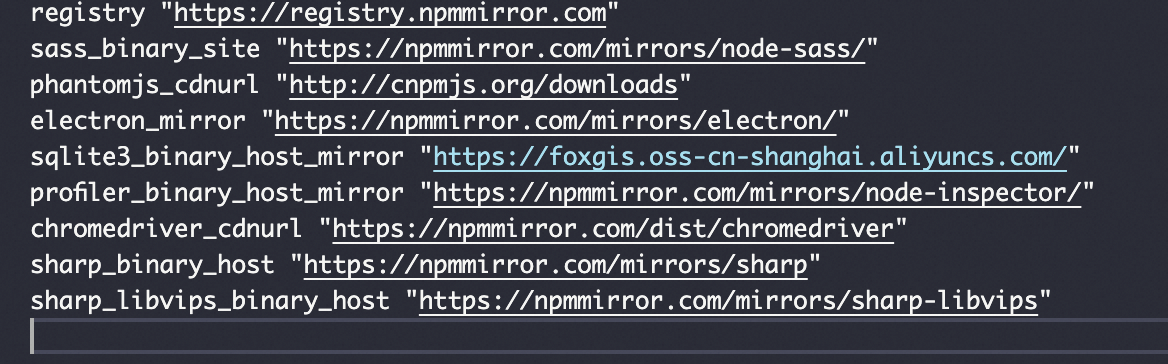 registry "https://registry.npmmirror.com"
sass_binary_site "https://npmmirror.com/mirrors/node-sass/"
phantomjs_cdnurl "http://cnpmjs.org/downloads"
electron_mirror "https://npmmirror.com/mirrors/electron/"
sqlite3_binary_host_mirror "https://foxgis.oss-cn-shanghai.aliyuncs.com/"
profiler_binary_host_mirror "https://npmmirror.com/mirrors/node-inspector/"
chromedriver_cdnurl "https://npmmirror.com/dist/chromedriver"
sharp_binary_host "https://npmmirror.com/mirrors/sharp"
sharp_libvips_binary_host "https://npmmirror.com/mirrors/sharp-libvips"